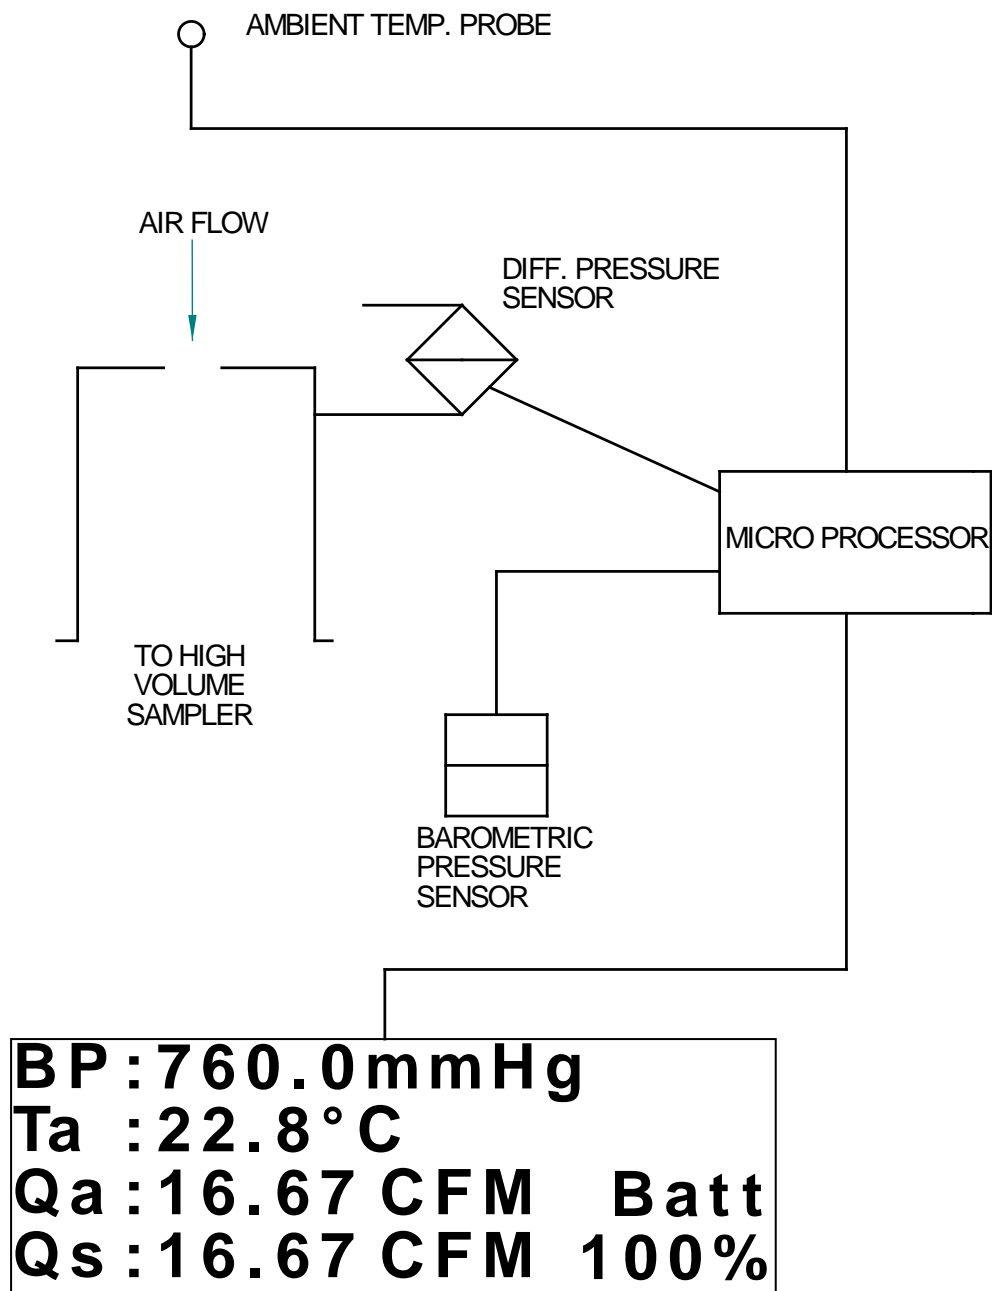 AMBIENT TEMP. PROBE
AIR FLOW
DIFF. PRESSURE
SENSOR
MICRO PROCESSOR
TO HIGH
VOLUME
SAMPLER
BAROMETRIC
PRESSURE
SENSOR
BP:760.0mmHg
Ta :22.8°C
Qa:16.67 CFM Batt
Qs:16.67 CFM 100%